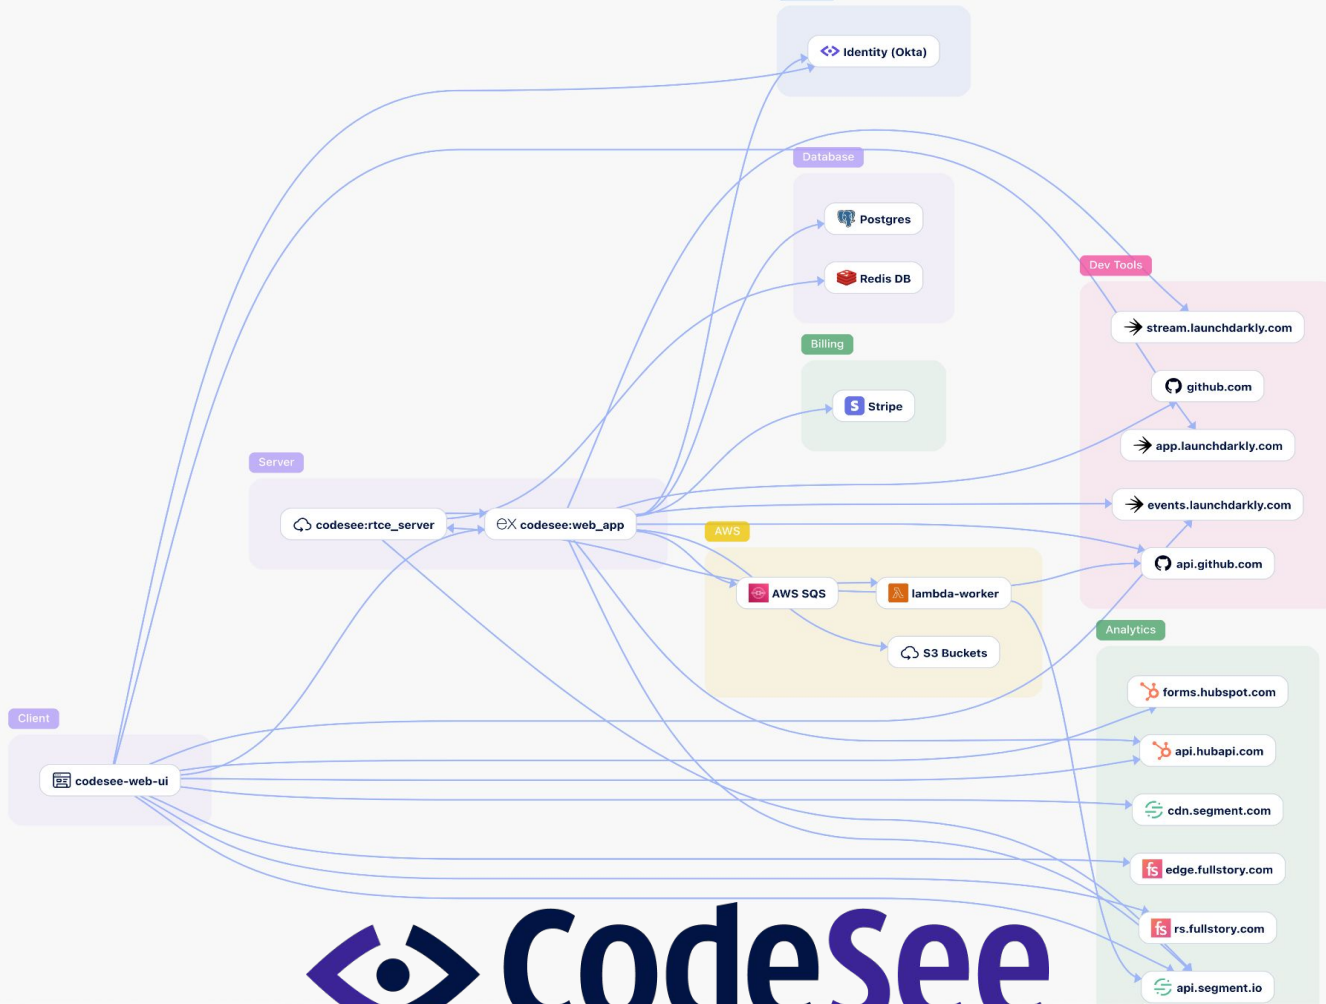 Identity (Okta)
Database
Postgres
Redis DB
Dev Tools
stream.launchdarkly.com
Billing
github.com
Stripe
app.launchdarkly.com
Server
events.launchdarkly.com
codesee:rtce_server
ex codesee:web_app
AWS
api.github.com
AWS SQS
lambda-worker
Analytics
S3 Buckets
forms.hubspot.com
Client
api.hubapi.com
codesee-web-ui
cdn.segment.com
fs edge.fullstory.com
fs rs.fullstory.com
CodeSee
api.segment.io